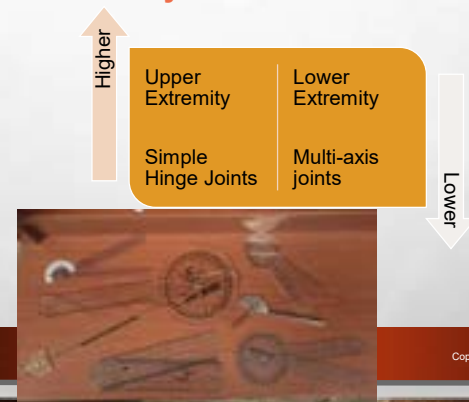 Higher
Upper
Extremity
Lower
Extremity
Simple
Hinge Joints
Multi-axis
joints
Lower